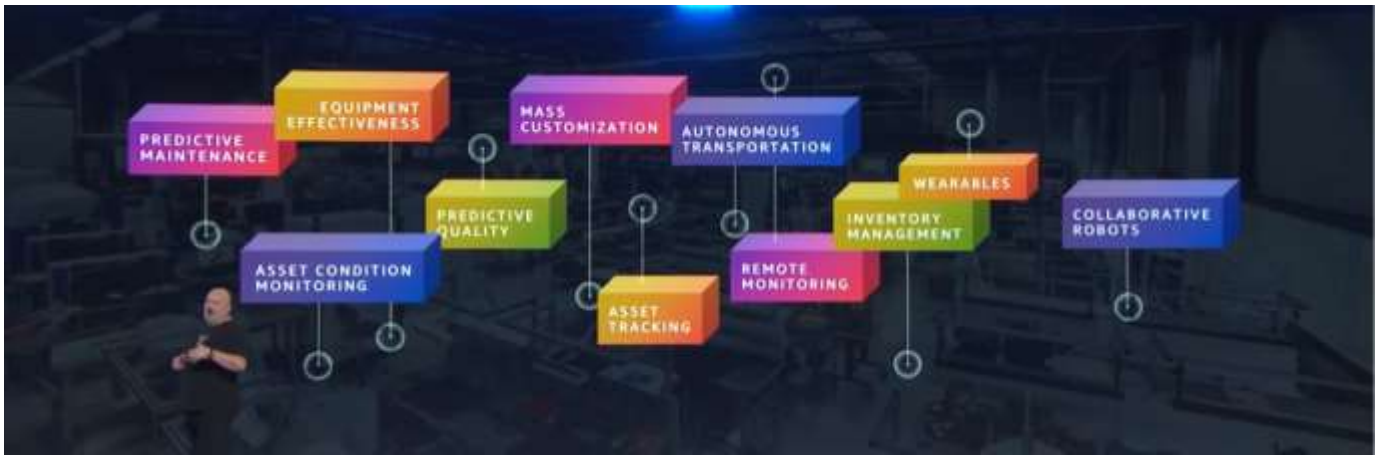 PREDICTIVE
MAINTENANCE
EQUIPMENT
EFFECTIVENESS
ASSET CONDITION
MONITORING
PREDICTIVE
QUALITY
MASS
CUSTOMIZATION
ASSET
TRACKING
AUTONOMOUS
TRANSPORTATION
REMOTE
MONITORING
INVENTORY
MANAGEMENT
WEARABLES
COLLABORATIVE
ROBOTS